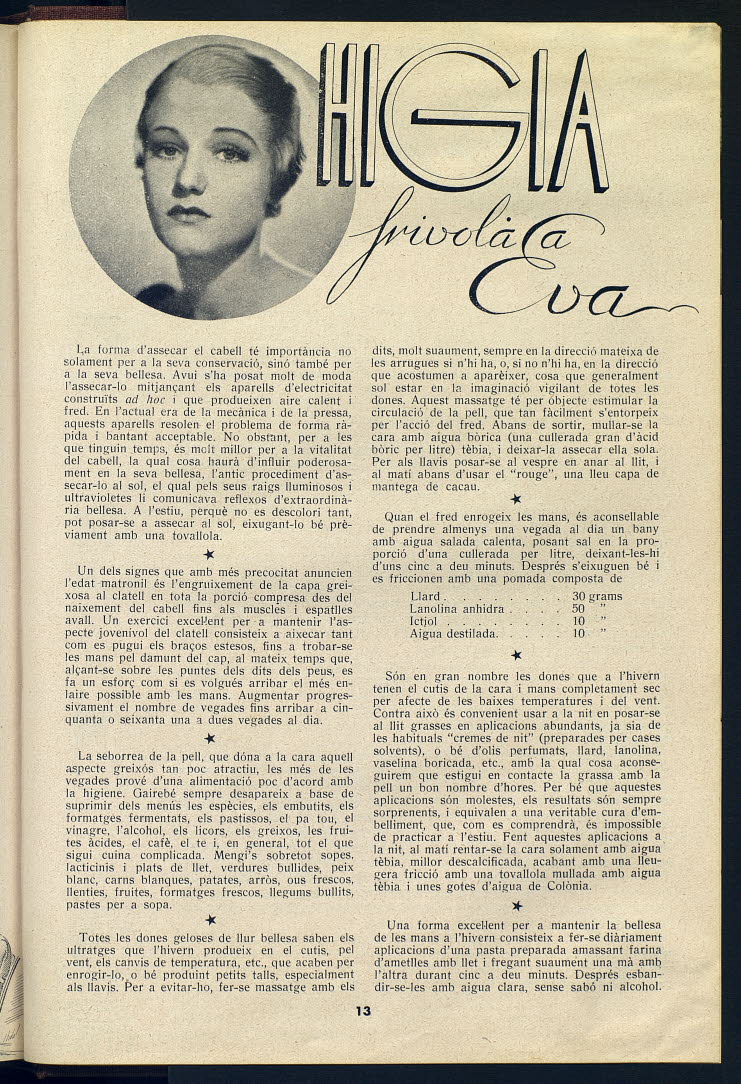 HIGIA
frivolaCa
Eva
La forma d'assecar el cabell té importància no
solament per a la seva conservació, sinó també per
a la seva bellesa. Avui s'ha posat molt de moda
l'assecar-lo mitjançant els aparells d'electricitat
construïts ad hoc i que produeixen aire calent i
fred. En l'actual era de la mecànica i de la pressa,
aquests aparells resolen el problema de forma rà-
pida i bantant acceptable. No obstant, per a les
que tinguin temps, és molt millor per a la vitalitat
del cabell, la qual cosa haurà d'influir poderosa-
ment en la seva bellesa, l'antic procediment d'as-
secar-lo al sol, el qual pels seus raigs lluminosos i
ultravioletes li comunicava reflexos d'extraordinà-
ria bellesa. A l'estiu, perquè no es descolori tant,
pot posar-se a assecar al sol, eixugant-lo bé prè-
viament amb una tovallola.
Un dels signes que amb més precocitat anuncien
l'edat matronil és l'engruixement de la capa grei-
xosa al clatell en tota la porció compresa des del
naixement del cabell fins als muscles i espatlles
avall. Un exercici excel·lent per a mantenir l'as-
pecte jovenívol del clatell consisteix a aixecar tant
com es pugui els braços estesos, fins a trobar-se
les mans pel damunt del cap, al mateix temps que,
alçant-se sobre les puntes dels dits dels peus, es
fa un esforç com si es volgués arribar el més en-
laire possible amb les mans. Augmentar progres-
sivament el nombre de vegades fins arribar a cin-
quanta o seixanta una a dues vegades al dia.
La seborrea de la pell, que dóna a la cara aquell
aspecte greixós tan poc atractiu, les més de les
vegades prové d'una alimentació poc d'acord amb
la higiene. Gairebé sempre desapareix a base de
suprimir dels menús les espècies, els embutits, els
formatges fermentats, els pastissos, el pa tou, el
vinagre, l'alcohol, els licors, els greixos, les frui-
tes àcides, el cafè, el te i, en general, tot el que
sigui cuina complicada. Mengi's sobretot sopes,
lacticinis i plats de llet, verdures bullides, peix
blanc, carns blanques, patates, arròs, ous frescos,
llenties, fruites, formatges frescos, llegums bullits,
pastes per a sopa.
Totes les dones geloses de llur bellesa saben els
ultratges que l'hivern produeix en el cutis, pel
vent, els canvis de temperatura, etc., que acaben per
enrogir-lo, o bé produint petits talls, especialment
als llavis. Per a evitar-ho, fer-se massatge amb els
dits, molt suaument, sempre en la direcció mateixa de
les arrugues si n'hi ha, o, si no n'hi ha, en la direcció
que acostumen a aparèixer, cosa que generalment
sol estar en la imaginació vigilant de totes les
dones. Aquest massatge té per objecte estimular la
circulació de la pell, que tan fàcilment s'entorpeix
per l'acció del fred. Abans de sortir, mullar-se la
cara amb aigua bòrica (una cullerada gran d'àcid
bòric per litre) tèbia, i deixar-la assecar ella sola.
Per als llavis posar-se al vespre en anar al llit, i
al matí abans d'usar el "rouge", una lleu capa de
mantega de cacau.
Quan el fred enrogeix les mans, és aconsellable
de prendre almenys una vegada al dia un bany
amb aigua salada calenta, posant sal en la pro-
porció d'una cullerada per litre, deixant-les-hi
d'uns cinc a deu minuts. Després s'eixuguen bé i
es friccionen amb una pomada composta de
Llard . . . . . . . . . 30 grams
Lanolina anhidra . . . . 50 "
Ictjol . . . . . . . . 10 "
Aigua destilada . . . . . 10 "
Són en gran nombre les dones que a l'hivern
tenen el cutis de la cara i mans completament sec
per afecte de les baixes temperatures i del vent.
Contra això és convenient usar a la nit en posar-se
al llit grasses en aplicacions abundants, ja sia de
les habituals "cremes de nit" (preparades per cases
solvents), o bé d'olis perfumats, llard, lanolina,
vaselina boricada, etc., amb la qual cosa aconse-
guirem que estigui en contacte la grassa amb la
pell un bon nombre d'hores. Per bé que aquestes
aplicacions són molestes, els resultats són sempre
sorprenents, i equivalen a una veritable cura d'em-
belliment, que, com es comprendrà, és impossible
de practicar a l'estiu. Fent aquestes aplicacions a
la nit, al matí rentar-se la cara solament amb aigua
tèbia, millor descalcificada, acabant amb una lleu-
gera fricció amb una tovallola mullada amb aigua
tèbia i unes gotes d'aigua de Colònia.
Una forma excel·lent per a mantenir la bellesa
de les mans a l'hivern consisteix a fer-se diàriament
aplicacions d'una pasta preparada amassant farina
d'ametlles amb llet i fregant suaument una mà amb
l'altra durant cinc a deu minuts. Després esban-
dir-se-les amb aigua clara, sense sabó ni alcohol.
13